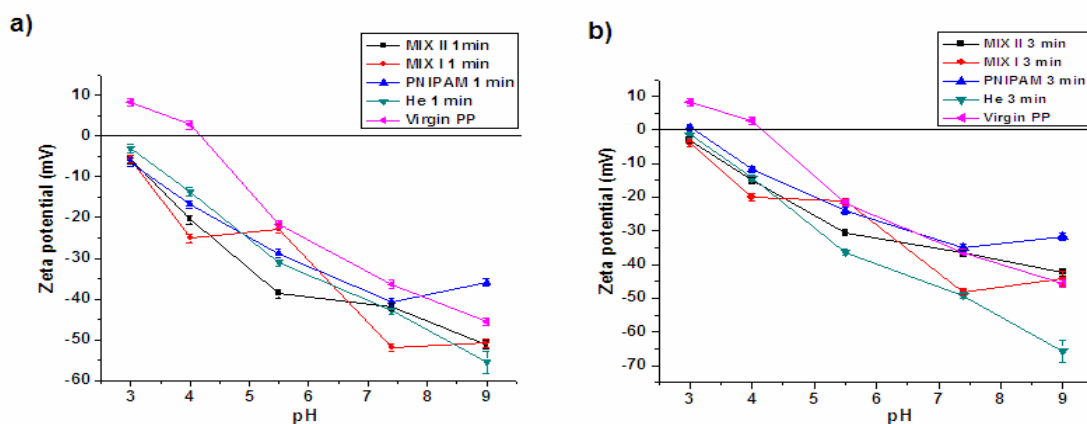 a)
MIX II 1min
MIX I 1 min
PNIPAM 1 min
He 1 min
Virgin PP
Zeta potential (mV)
10
0
-10
-20
-30
-40
-50
-60
3 4 5 6 7 8 9
pH
b)
MIX II 3 min
MIX I 3 min
PNIPAM 3 min
He 3 min
Virgin PP
Zeta potential (mV)
10
0
-10
-20
-30
-40
-50
-60
-70
3 4 5 6 7 8 9
pH